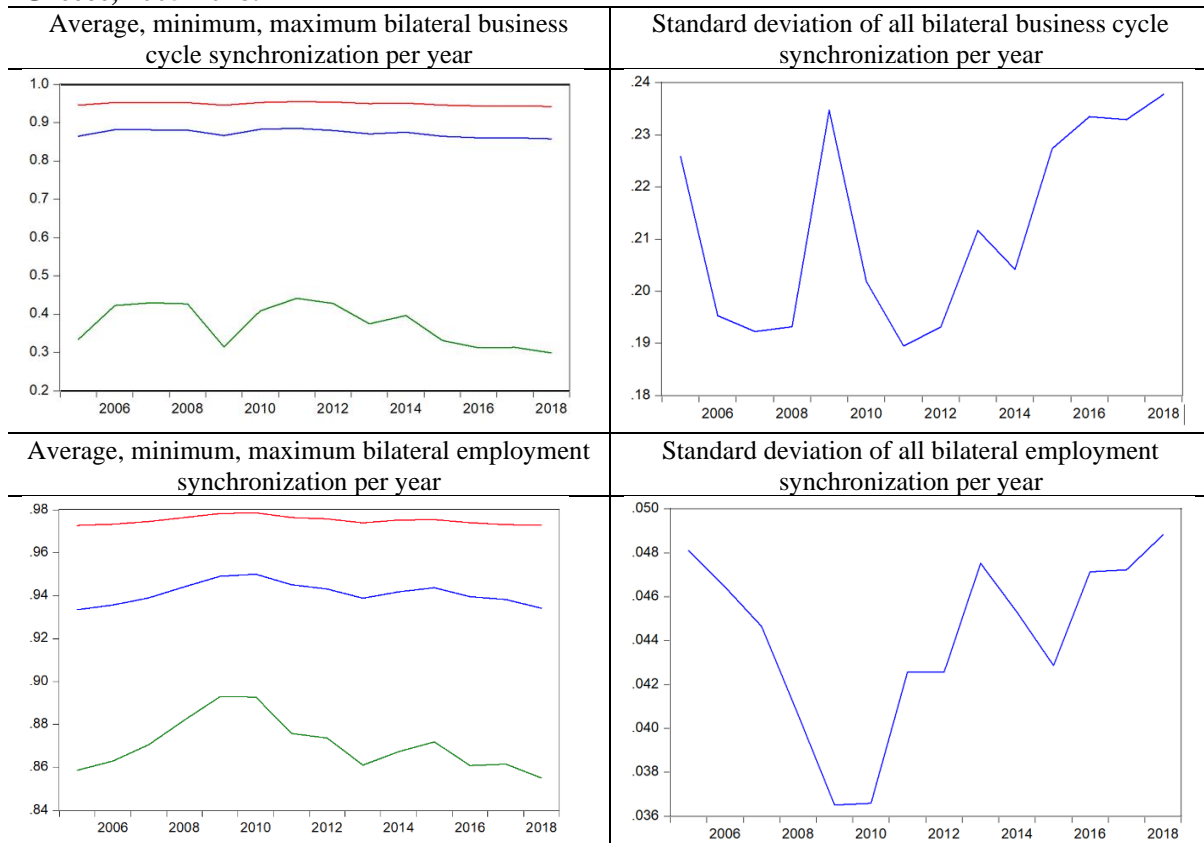 Average, minimum, maximum bilateral business
cycle synchronization per year
Standard deviation of all bilateral business cycle
synchronization per year
1.0
0.9
0.8
0.7
0.6
0.5
0.4
0.3
0.2
2006 2008 2010 2012 2014 2016 2018
.24
.23
.22
.21
.20
.19
.18
2006 2008 2010 2012 2014 2016 2018
Average, minimum, maximum bilateral employment
synchronization per year
Standard deviation of all bilateral employment
synchronization per year
.98
.96
.94
.92
.90
.88
.86
.84
2006 2008 2010 2012 2014 2016 2018
.050
.048
.046
.044
.042
.040
.038
.036
2006 2008 2010 2012 2014 2016 2018